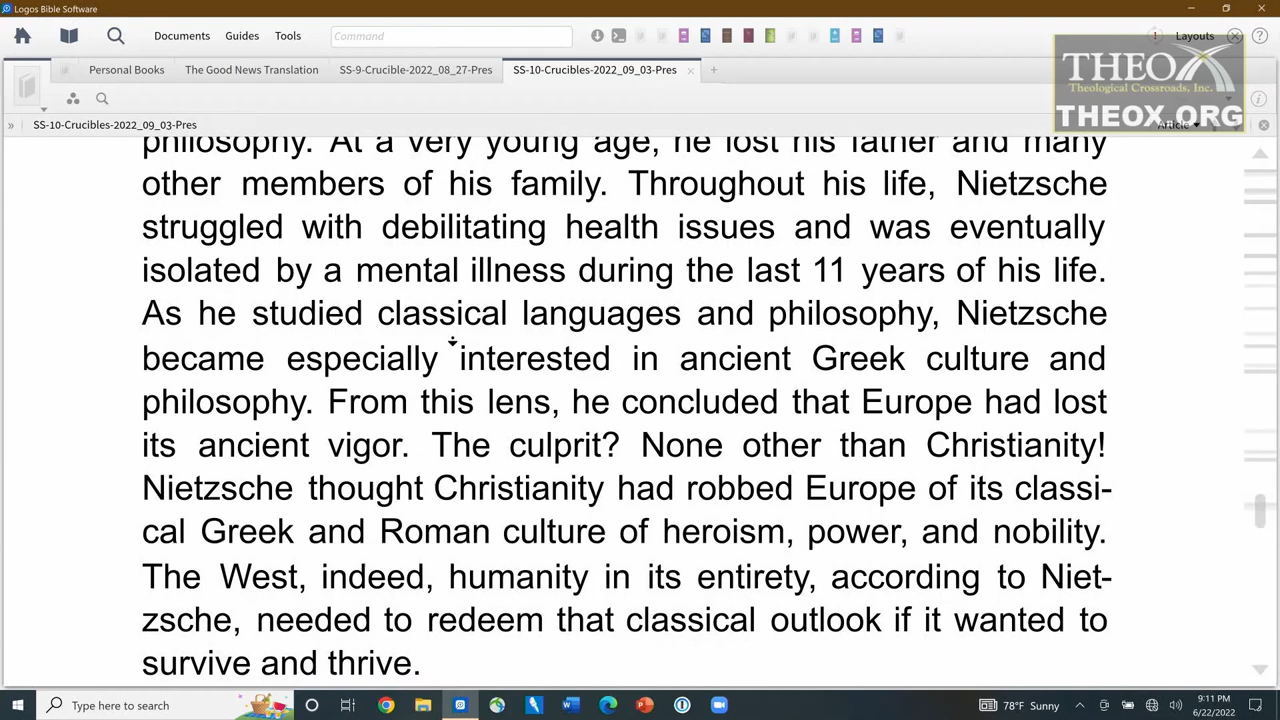 Logos Bible Software
Documents Guides Tools Command Layouts
THEOX
Theological Crossroads, Inc.
THEOX.ORG
Personal Books The Good News Translation SS-9-Crucibles-2022_08_27-Pres SS-10-Crucibles-2022_09_03-Pres
SS-10-Crucibles-2022_09_03-Pres Article
philosophy. At a very young age, he lost his father and many
other members of his family. Throughout his life, Nietzsche
struggled with debilitating health issues and was eventually
isolated by a mental illness during the last 11 years of his life.
As he studied classical languages and philosophy, Nietzsche
became especially interested in ancient Greek culture and
philosophy. From this lens, he concluded that Europe had lost
its ancient vigor. The culprit? None other than Christianity!
Nietzsche thought Christianity had robbed Europe of its classi-
cal Greek and Roman culture of heroism, power, and nobility.
The West, indeed, humanity in its entirety, according to Niet-
zsche, needed to redeem that classical outlook if it wanted to
survive and thrive.
Type here to search 78°F Sunny 9:11 PM
6/22/2022